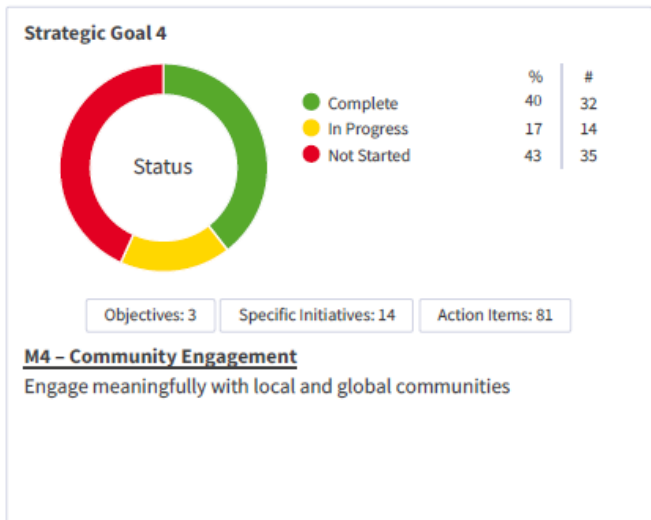 Strategic Goal 4
% #
Complete 40 32
In Progress 17 14
Not Started 43 35
Status
Objectives: 3 Specific Initiatives: 14 Action Items: 81
M4 – Community Engagement
Engage meaningfully with local and global communities